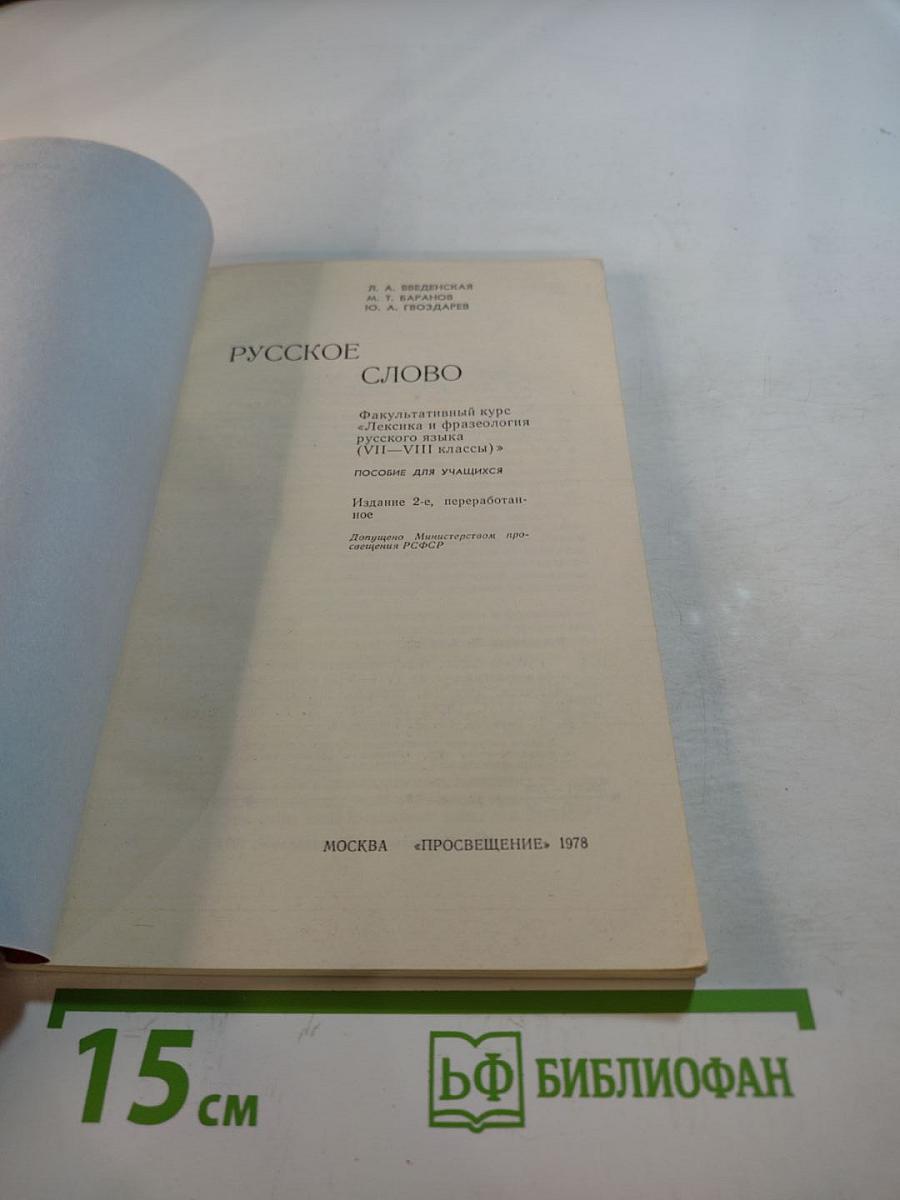 Л. А. ВВЕДЕНСКАЯ
М. Т. БАРАНОВ
Ю. А. ГВОЗДАРЕВ
РУССКОЕ
СЛОВО
Факультативный курс
«Лексика и фразеология
русского языка
(VII—VIII классы)»
ПОСОБИЕ ДЛЯ УЧАЩИХСЯ
Издание 2-е, переработан-
ное
Допущено Министерством про-
свещения РСФСР
МОСКВА «ПРОСВЕЩЕНИЕ» 1978
15 см
БФ БИБЛИОФАН